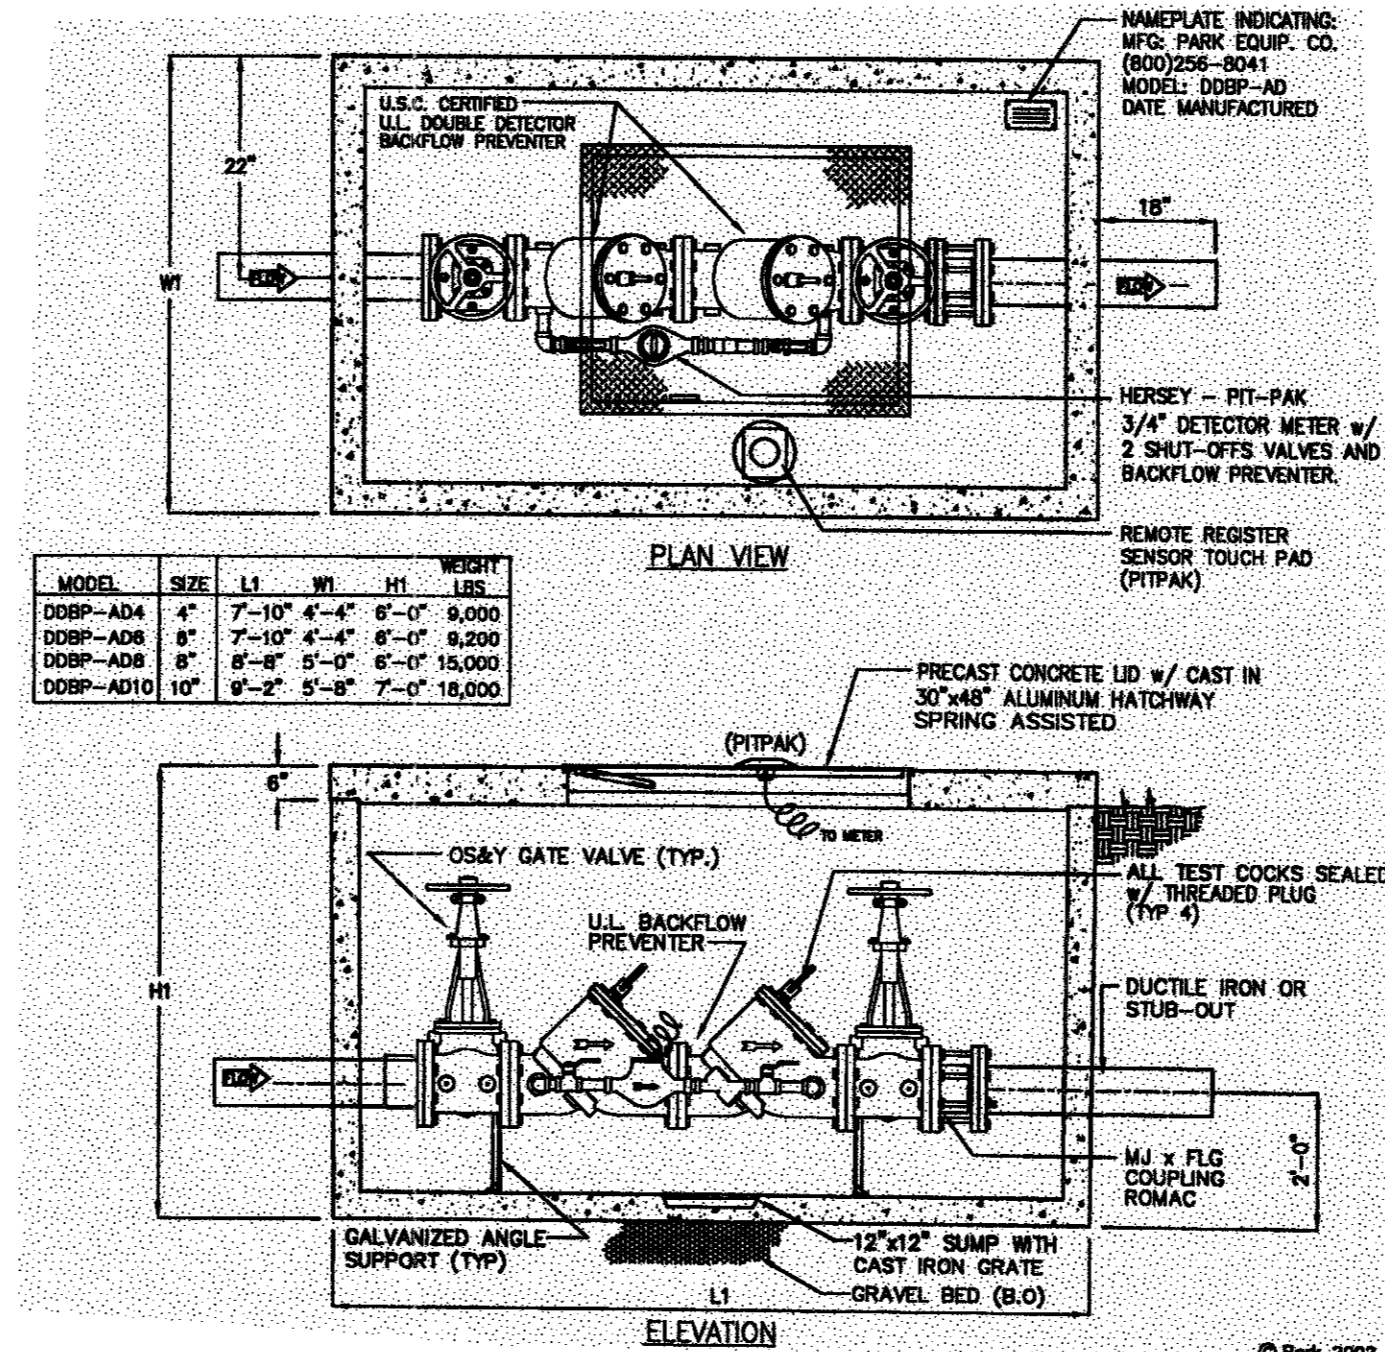 NAMEPLATE INDICATING:
MFG: PARK EQUIP. CO.
(800)256-8041
MODEL: DDBP-AD
DATE MANUFACTURED
U.S.C. CERTIFIED
U.L. DOUBLE DETECTOR
BACKFLOW PREVENTER
22"
18"
W1
FLOW
FLOW
HERSEY - PIT-PAK
3/4" DETECTOR METER w/
2 SHUT-OFFS VALVES AND
BACKFLOW PREVENTER.
REMOTE REGISTER
SENSOR TOUCH PAD
(PITPAK)
PLAN VIEW
MODEL SIZE L1 W1 H1 WEIGHT LBS
DDBP-AD4 4" 7'-10" 4'-4" 6'-0" 9,000
DDBP-AD6 6" 7'-10" 4'-4" 6'-0" 9,200
DDBP-AD8 8" 8'-8" 5'-0" 6'-0" 15,000
DDBP-AD10 10" 9'-2" 5'-8" 7'-0" 18,000
PRECAST CONCRETE LID w/ CAST IN
30"x48" ALUMINUM HATCHWAY
SPRING ASSISTED
(PITPAK)
6"
TO METER
OS&Y GATE VALVE (TYP.)
ALL TEST COCKS SEALED
w/ THREADED PLUG
(TYP 4)
U.L. BACKFLOW
PREVENTER
H1
DUCTILE IRON OR
STUB-OUT
FLOW
MJ x FLG
COUPLING
ROMAC
2'-0"
GALVANIZED ANGLE
SUPPORT (TYP)
12"x12" SUMP WITH
CAST IRON GRATE
GRAVEL BED (B.O)
L1
ELEVATION